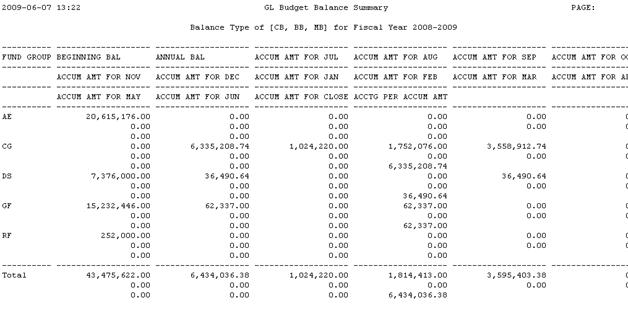 2009-06-07 13:22 GL Budget Balance Summary PAGE:
Balance Type of [CB, BB, MB] for Fiscal Year 2008-2009
FUND GROUP BEGINNING BAL ANNUAL BAL ACCUM AMT FOR JUL ACCUM AMT FOR AUG ACCUM AMT FOR SEP ACCUM AMT FOR OC
ACCUM AMT FOR NOV ACCUM AMT FOR DEC ACCUM AMT FOR JAN ACCUM AMT FOR FEB ACCUM AMT FOR MAR ACCUM AMT FOR AP
ACCUM AMT FOR MAY ACCUM AMT FOR JUN ACCUM AMT FOR CLOSE ACCTG PER ACCUM AMT
AE 20,615,176.00 0.00 0.00 0.00 0.00 0
0.00 0.00 0.00 0.00 0.00 0
0.00 0.00 0.00 0.00
CG 0.00 6,335,208.74 1,024,220.00 1,752,076.00 3,558,912.74 0
0.00 0.00 0.00 0.00 0.00 0
0.00 0.00 0.00 6,335,208.74
DS 7,376,000.00 36,490.64 0.00 0.00 36,490.64 0
0.00 0.00 0.00 0.00 0.00 0
0.00 0.00 0.00 36,490.64
GF 15,232,446.00 62,337.00 0.00 62,337.00 0.00 0
0.00 0.00 0.00 0.00 0.00 0
0.00 0.00 0.00 62,337.00
RF 252,000.00 0.00 0.00 0.00 0.00 0
0.00 0.00 0.00 0.00 0.00 0
0.00 0.00 0.00 0.00
Total 43,475,622.00 6,434,036.38 1,024,220.00 1,814,413.00 3,595,403.38 0
0.00 0.00 0.00 0.00 0.00 0
0.00 0.00 0.00 6,434,036.38